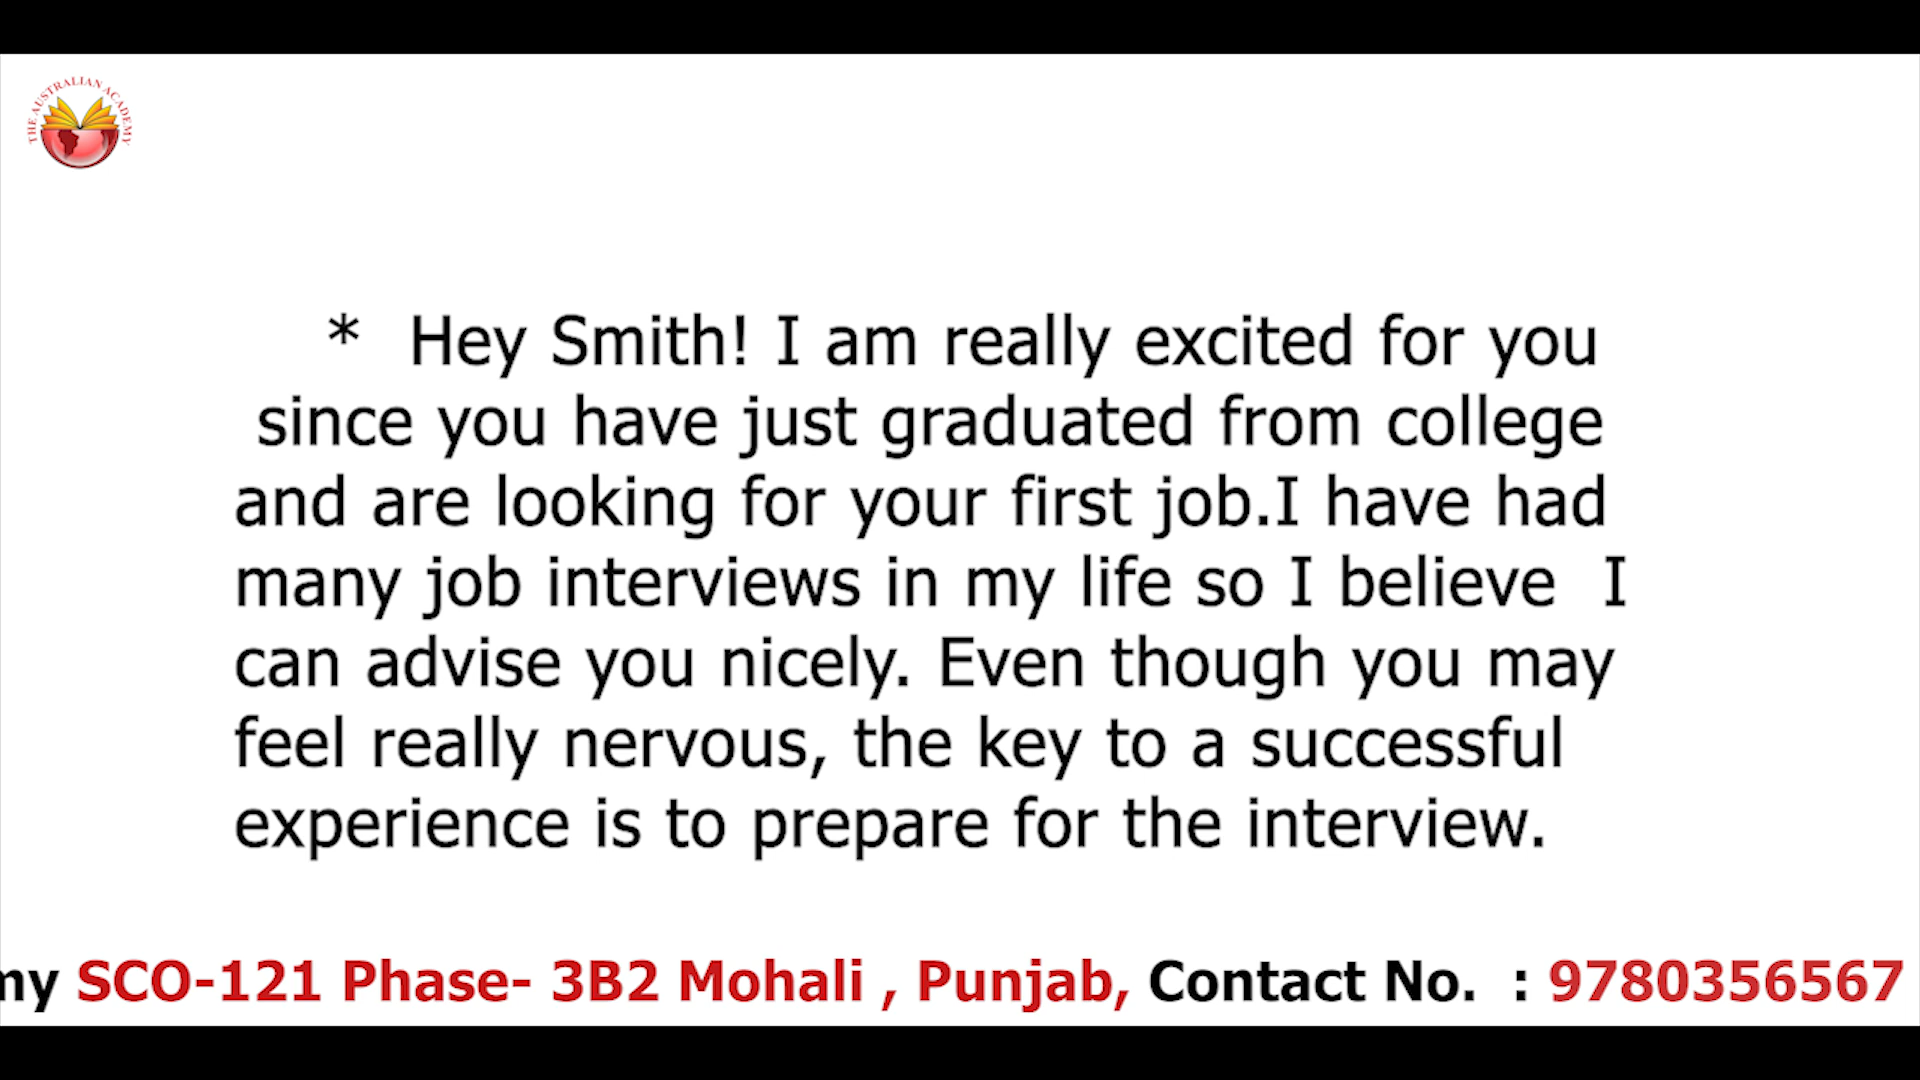 THE AUSTRALIAN ACADEMY
* Hey Smith! I am really excited for you
since you have just graduated from college
and are looking for your first job.I have had
many job interviews in my life so I believe  I
can advise you nicely. Even though you may
feel really nervous, the key to a successful
experience is to prepare for the interview.
my SCO-121 Phase- 3B2 Mohali , Punjab, Contact No.  : 9780356567